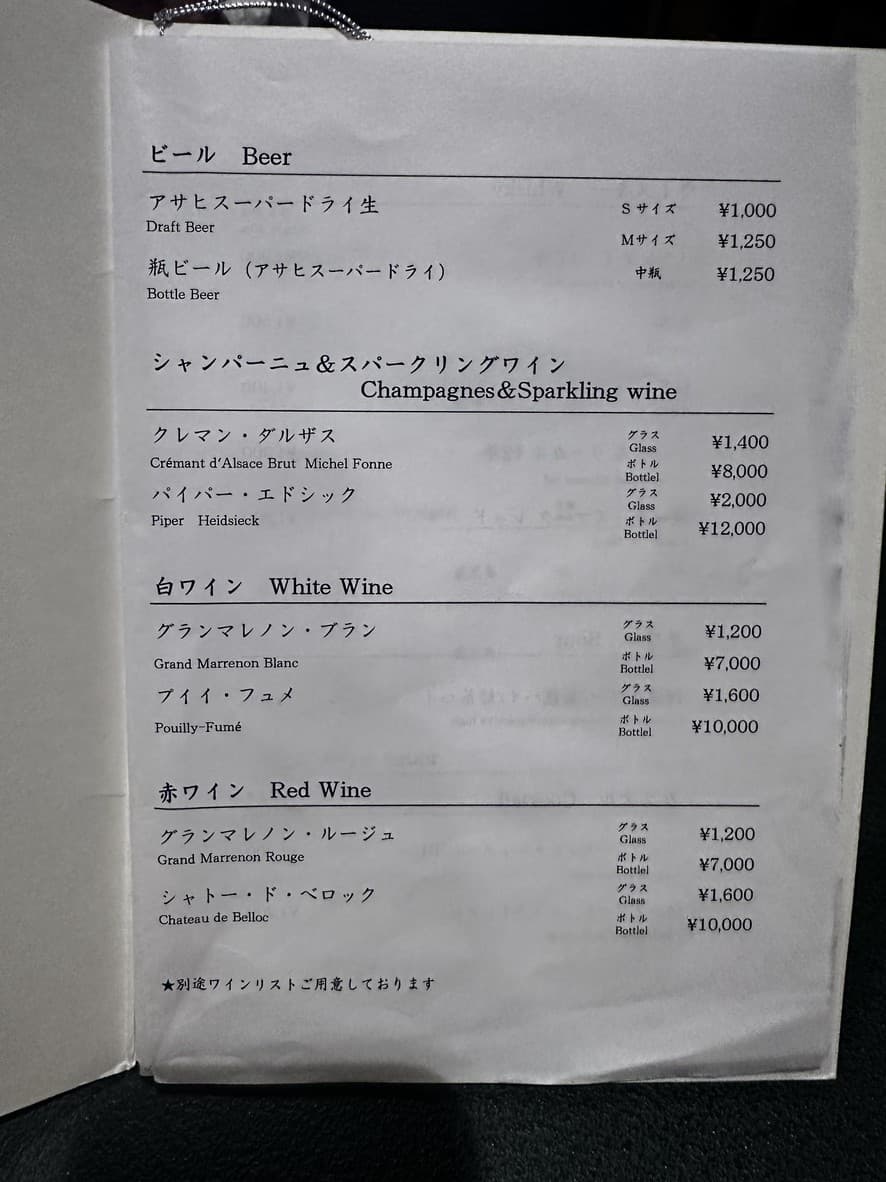 ビール Beer
アサヒスーパードライ生 Sサイズ ¥1,000
Draft Beer
Mサイズ ¥1,250
瓶ビール（アサヒスーパードライ） 中瓶 ¥1,250
Bottle Beer
シャンパーニュ＆スパークリングワイン
Champagnes&Sparkling wine
クレマン・ダルザス グラス Glass ¥1,400
Crémant d'Alsace Brut Michel Fonne ボトル Bottlel ¥8,000
パイパー・エドシック グラス Glass ¥2,000
Piper Heidsieck ボトル Bottlel ¥12,000
白ワイン White Wine
グランマレノン・ブラン グラス Glass ¥1,200
Grand Marrenon Blanc ボトル Bottlel ¥7,000
プイイ・フュメ グラス Glass ¥1,600
Pouilly-Fumé ボトル Bottlel ¥10,000
赤ワイン Red Wine
グランマレノン・ルージュ グラス Glass ¥1,200
Grand Marrenon Rouge ボトル Bottlel ¥7,000
シャトー・ド・ベロック グラス Glass ¥1,600
Chateau de Belloc ボトル Bottlel ¥10,000
★別途ワインリストご用意しております